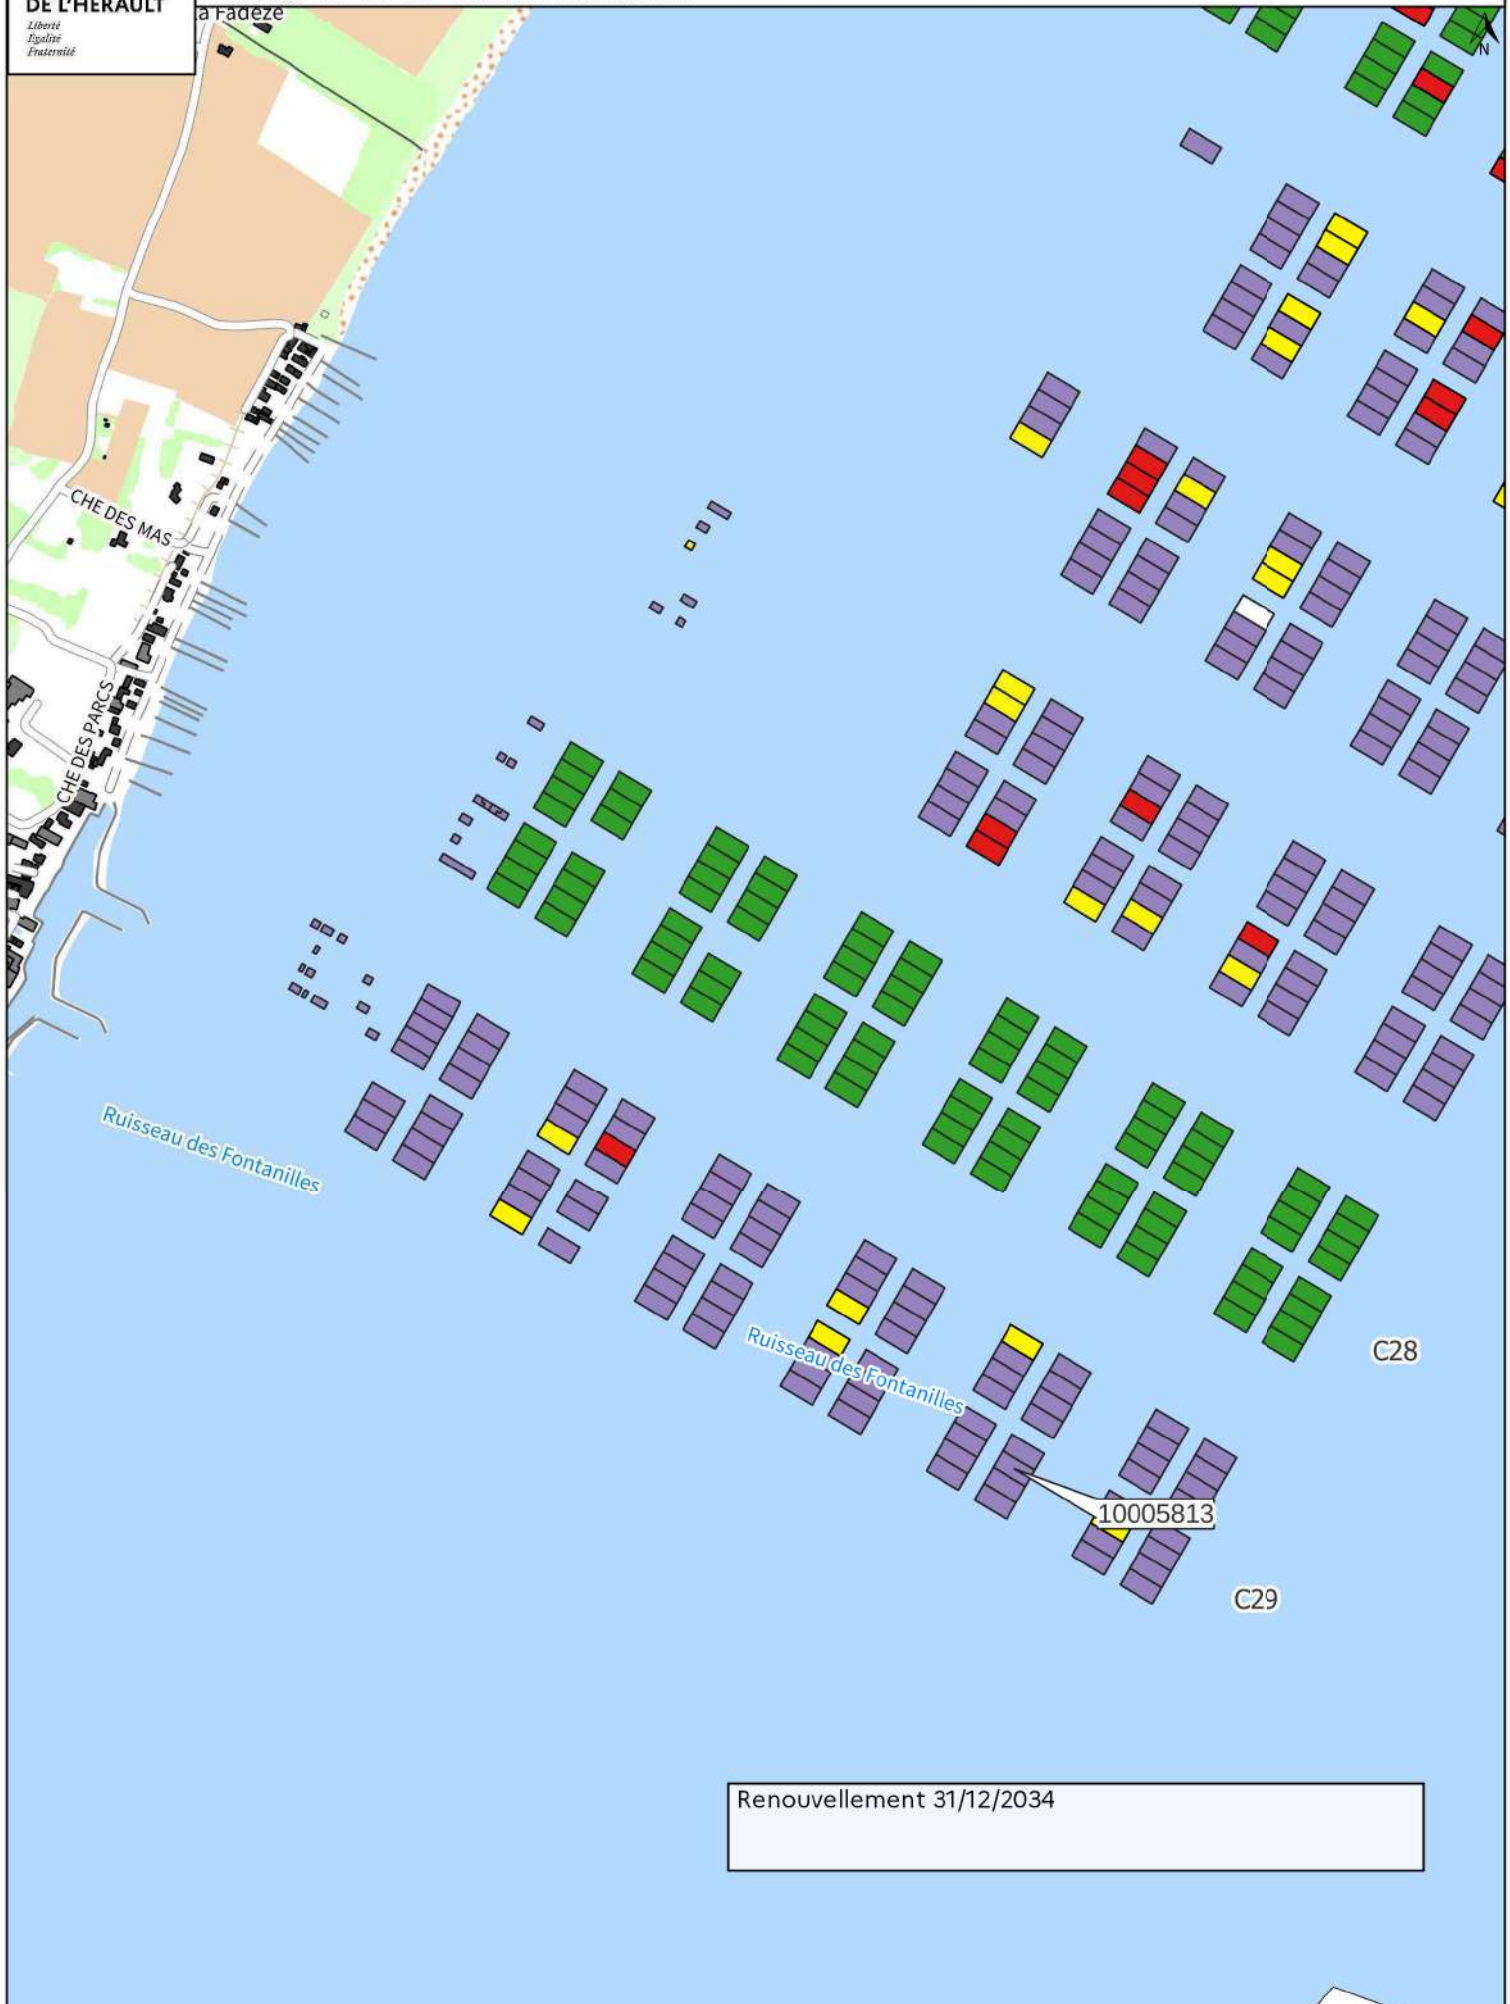 DE L'HÉRAULT
Liberté
Égalité
Fraternité
La Fadèze
N
CHE DES MAS
CHE DES PARCS
Ruisseau des Fontanilles
Ruisseau des Fontanilles
C28
10005813
C29
Renouvellement 31/12/2034